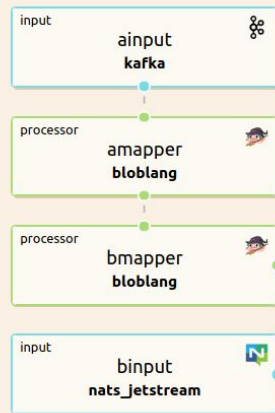 input
ainput
kafka
processor
amapper
bloblang
processor
bmapper
bloblang
input
binput
nats_jetstream